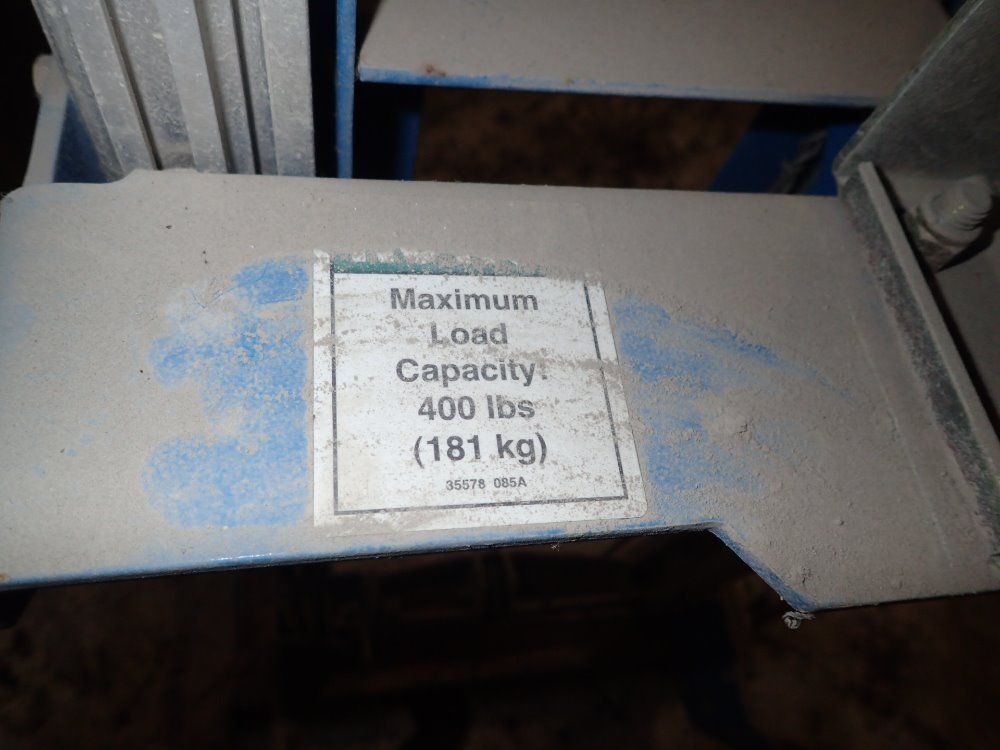 Maximum
Load
Capacity:
400 lbs
(181 kg)
35578 085A